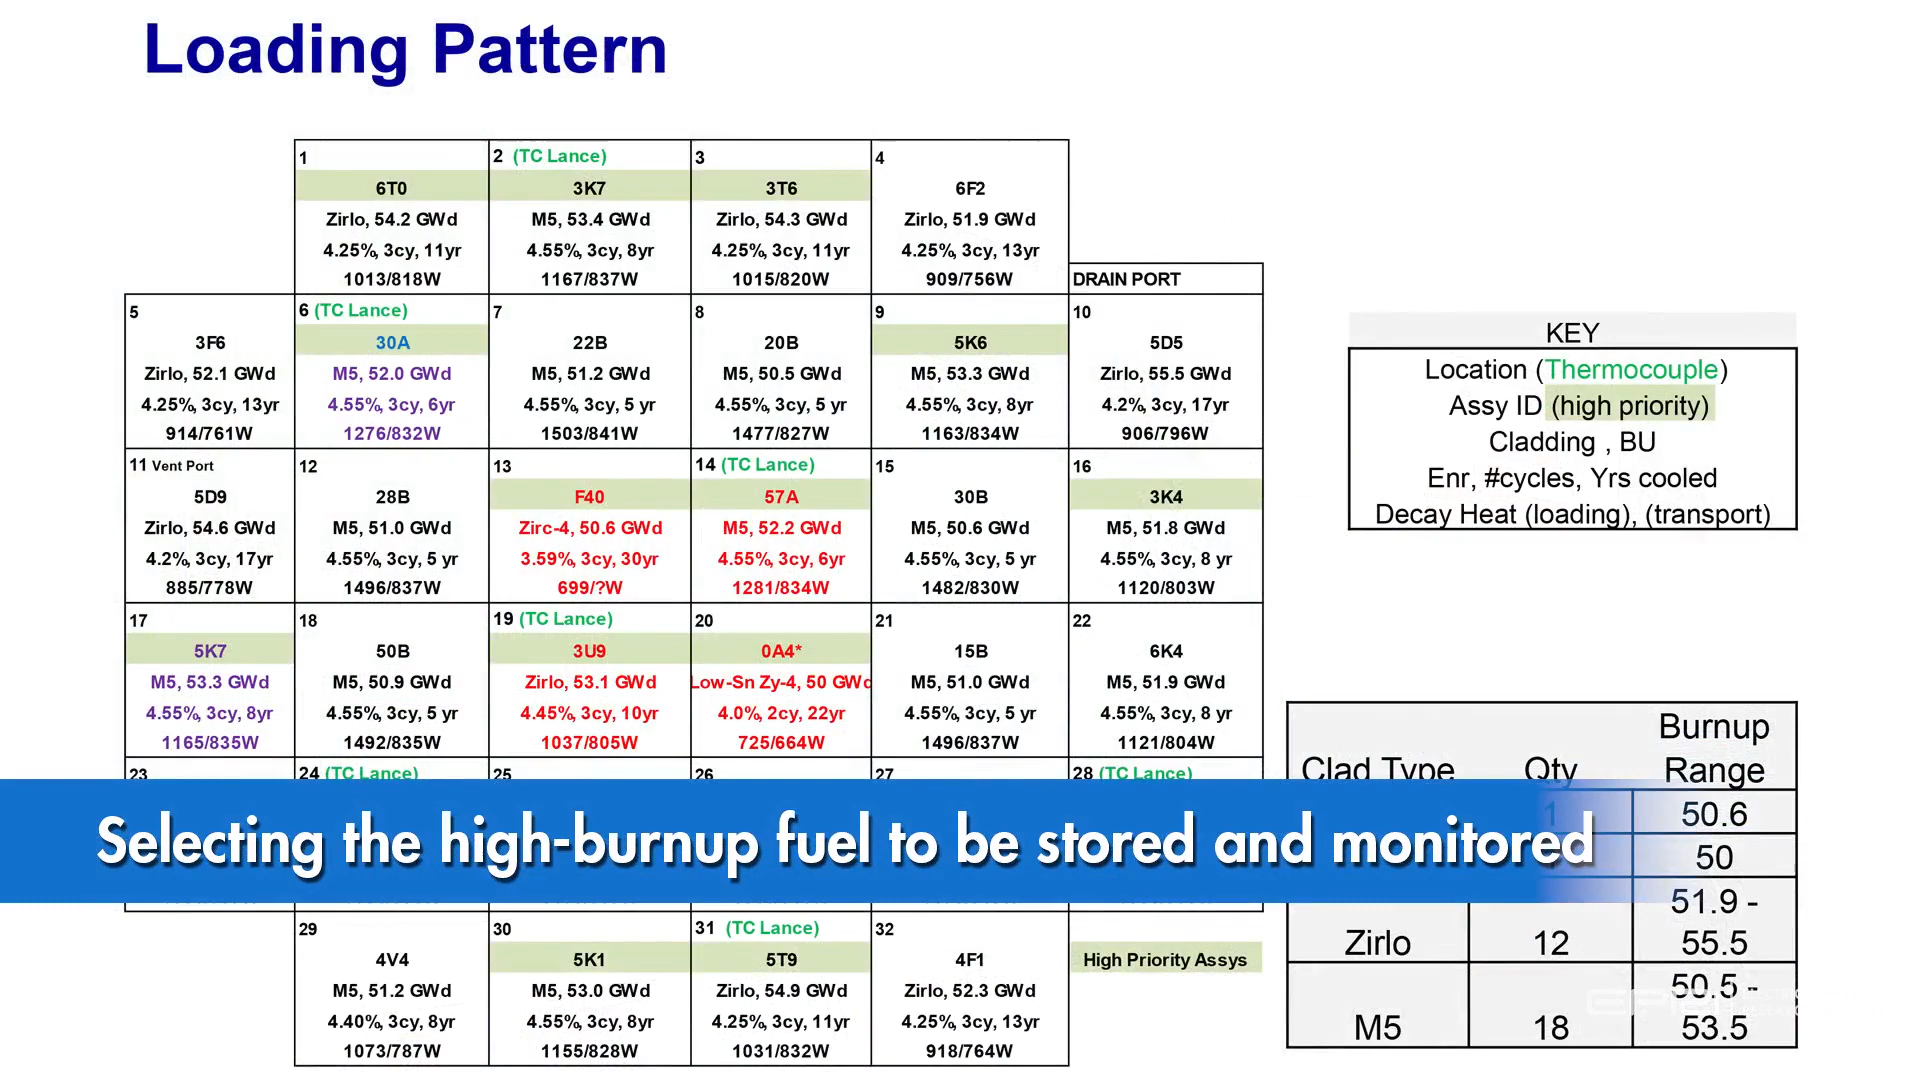 Loading Pattern
1
6T0
Zirlo, 54.2 GWd
4.25%, 3cy, 11yr
1013/818W
2 (TC Lance)
3K7
M5, 53.4 GWd
4.55%, 3cy, 8yr
1167/837W
3
3T6
Zirlo, 54.3 GWd
4.25%, 3cy, 11yr
1015/820W
4
6F2
Zirlo, 51.9 GWd
4.25%, 3cy, 13yr
909/756W
DRAIN PORT
5
3F6
Zirlo, 52.1 GWd
4.25%, 3cy, 13yr
914/761W
6 (TC Lance)
30A
M5, 52.0 GWd
4.55%, 3cy, 6yr
1276/832W
7
22B
M5, 51.2 GWd
4.55%, 3cy, 5 yr
1503/841W
8
20B
M5, 50.5 GWd
4.55%, 3cy, 5 yr
1477/827W
9
5K6
M5, 53.3 GWd
4.55%, 3cy, 8yr
1163/834W
10
5D5
Zirlo, 55.5 GWd
4.2%, 3cy, 17yr
906/796W
11 Vent Port
5D9
Zirlo, 54.6 GWd
4.2%, 3cy, 17yr
885/778W
12
28B
M5, 51.0 GWd
4.55%, 3cy, 5 yr
1496/837W
13
F40
Zirc-4, 50.6 GWd
3.59%, 3cy, 30yr
699/?W
14 (TC Lance)
57A
M5, 52.2 GWd
4.55%, 3cy, 6yr
1281/834W
15
30B
M5, 50.6 GWd
4.55%, 3cy, 5 yr
1482/830W
16
3K4
M5, 51.8 GWd
4.55%, 3cy, 8 yr
1120/803W
17
5K7
M5, 53.3 GWd
4.55%, 3cy, 8yr
1165/835W
18
50B
M5, 50.9 GWd
4.55%, 3cy, 5 yr
1492/835W
19 (TC Lance)
3U9
Zirlo, 53.1 GWd
4.45%, 3cy, 10yr
1037/805W
20
0A4*
Low-Sn Zy-4, 50 GWd
4.0%, 2cy, 22yr
725/664W
21
15B
M5, 51.0 GWd
4.55%, 3cy, 5 yr
1496/837W
22
6K4
M5, 51.9 GWd
4.55%, 3cy, 8 yr
1121/804W
23
24 (TC Lance)
25
26
27
28 (TC Lance)
Selecting the high-burnup fuel to be stored and monitored
29
4V4
M5, 51.2 GWd
4.40%, 3cy, 8yr
1073/787W
30
5K1
M5, 53.0 GWd
4.55%, 3cy, 8yr
1155/828W
31 (TC Lance)
5T9
Zirlo, 54.9 GWd
4.25%, 3cy, 11yr
1031/832W
32
4F1
Zirlo, 52.3 GWd
4.25%, 3cy, 13yr
918/764W
High Priority Assys
KEY
Location (Thermocouple)
Assy ID (high priority)
Cladding , BU
Enr, #cycles, Yrs cooled
Decay Heat (loading), (transport)
Clad Type Qty Burnup Range
1 50.6
50
Zirlo 12 51.9 - 55.5
M5 18 50.5 - 53.5
EPRI